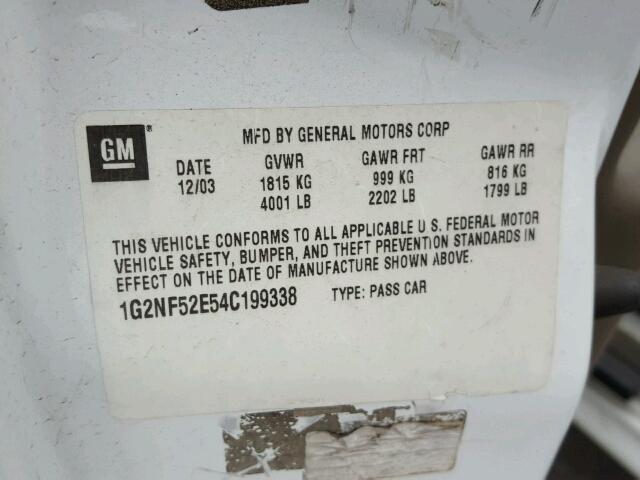 MFD BY GENERAL MOTORS CORP
GM®
DATE GVWR GAWR FRT GAWR RR
12/03 1815 KG 999 KG 816 KG
4001 LB 2202 LB 1799 LB
THIS VEHICLE CONFORMS TO ALL APPLICABLE U.S. FEDERAL MOTOR
VEHICLE SAFETY, BUMPER, AND THEFT PREVENTION STANDARDS IN
EFFECT ON THE DATE OF MANUFACTURE SHOWN ABOVE.
1G2NF52E54C199338 TYPE: PASS CAR